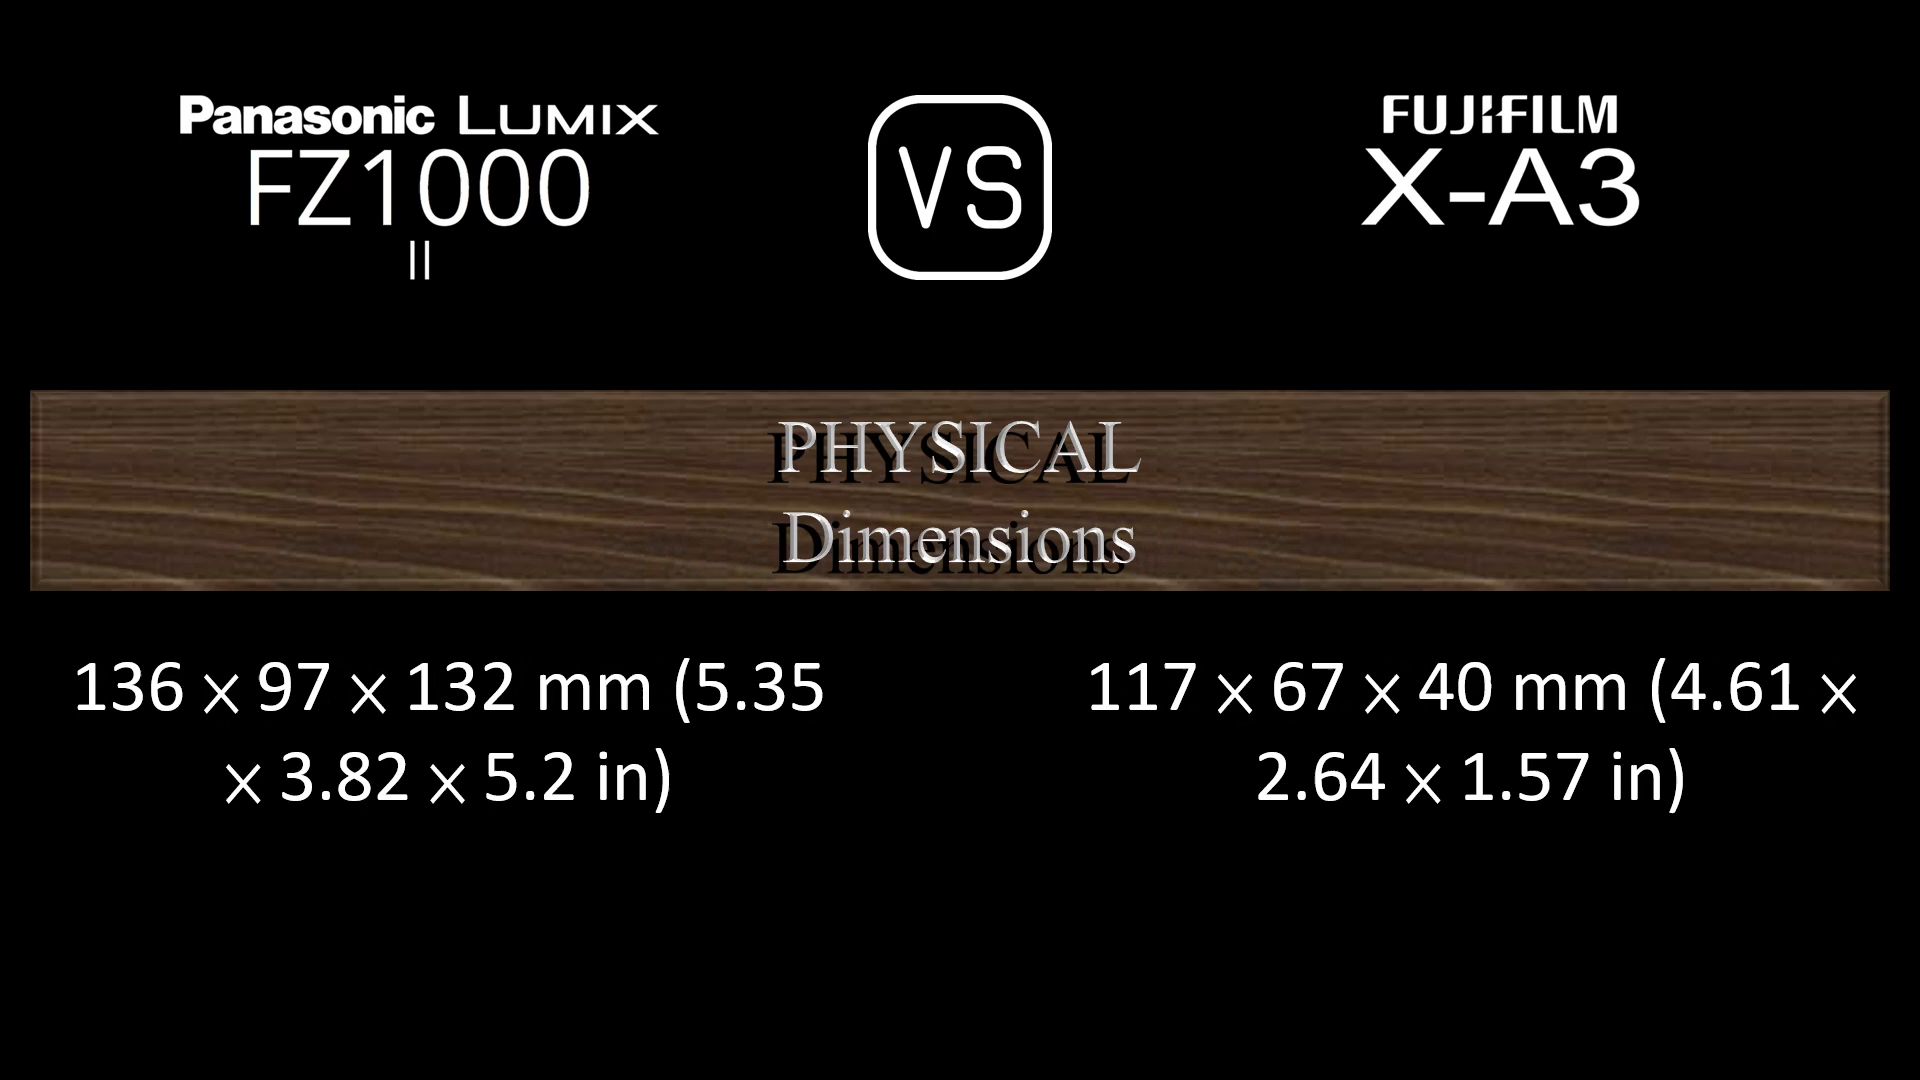 Panasonic LUMIX
FZ1000
II
VS
FUJIFILM
X-A3
PHYSICAL
Dimensions
136 x 97 x 132 mm (5.35
x 3.82 x 5.2 in)
117 x 67 x 40 mm (4.61 x
2.64 x 1.57 in)